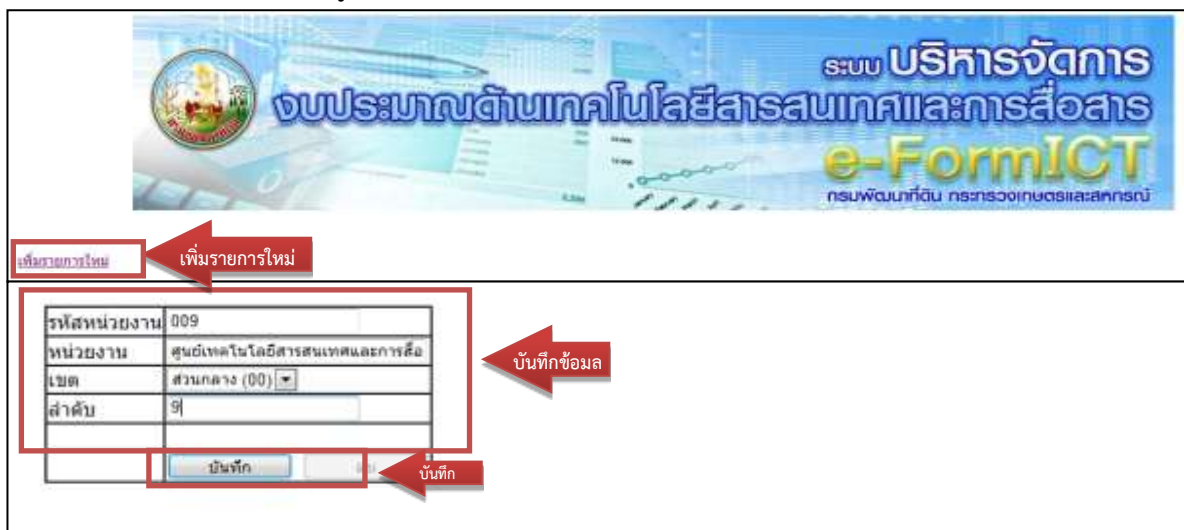 ระบบ บริหารจัดการ
งบประมาณด้านเทคโนโลยีสารสนเทศและการสื่อสาร
e-FormICT
กรมพัฒนาที่ดิน กระทรวงเกษตรและสหกรณ์
เพิ่มรายการใหม่ เพิ่มรายการใหม่
รหัสหน่วยงาน 009
หน่วยงาน ศูนย์เทคโนโลยีสารสนเทศและการสื่อ
บันทึกข้อมล
เขต ส่วนกลาง (00)
ลำดับ 9
บันทึก บันทึก